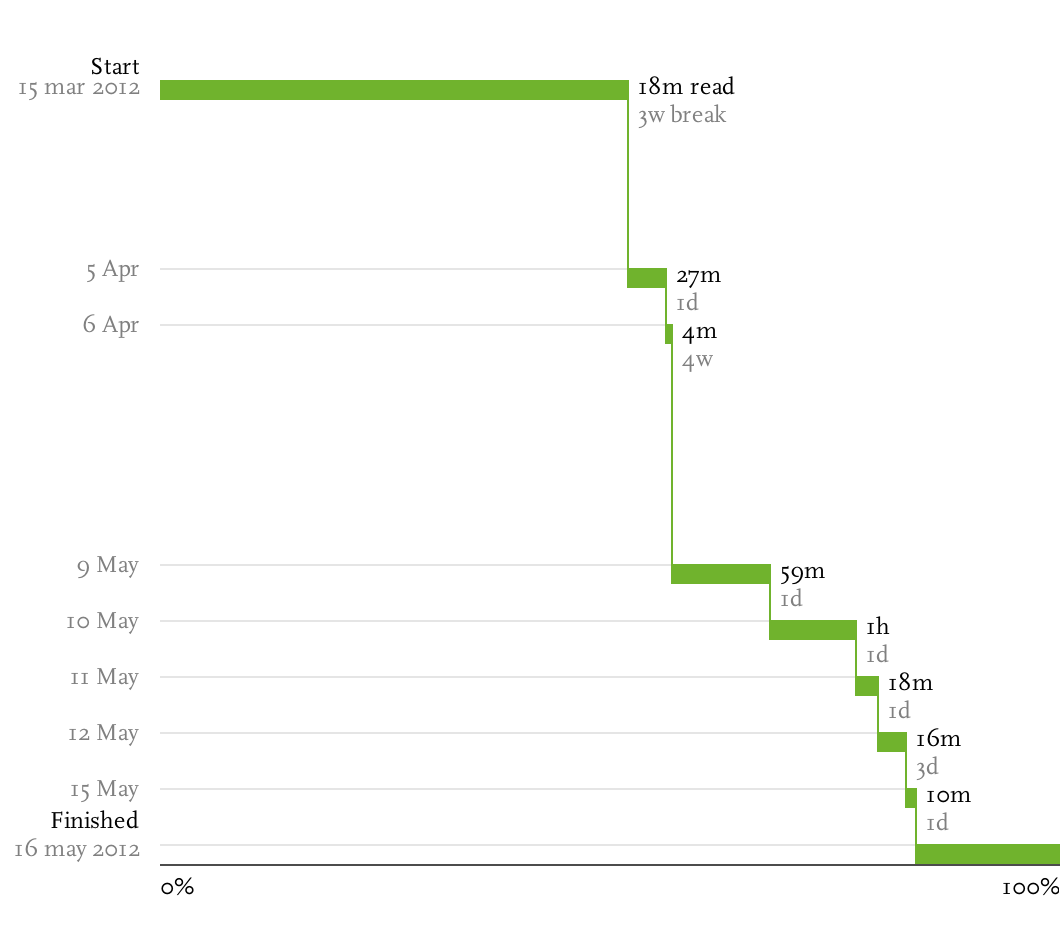 Start
15 mar 2012
18m read
3w break
5 Apr
27m
1d
6 Apr
4m
4w
9 May
59m
1d
10 May
1h
1d
11 May
18m
1d
12 May
16m
3d
15 May
10m
1d
Finished
16 may 2012
0%
100%